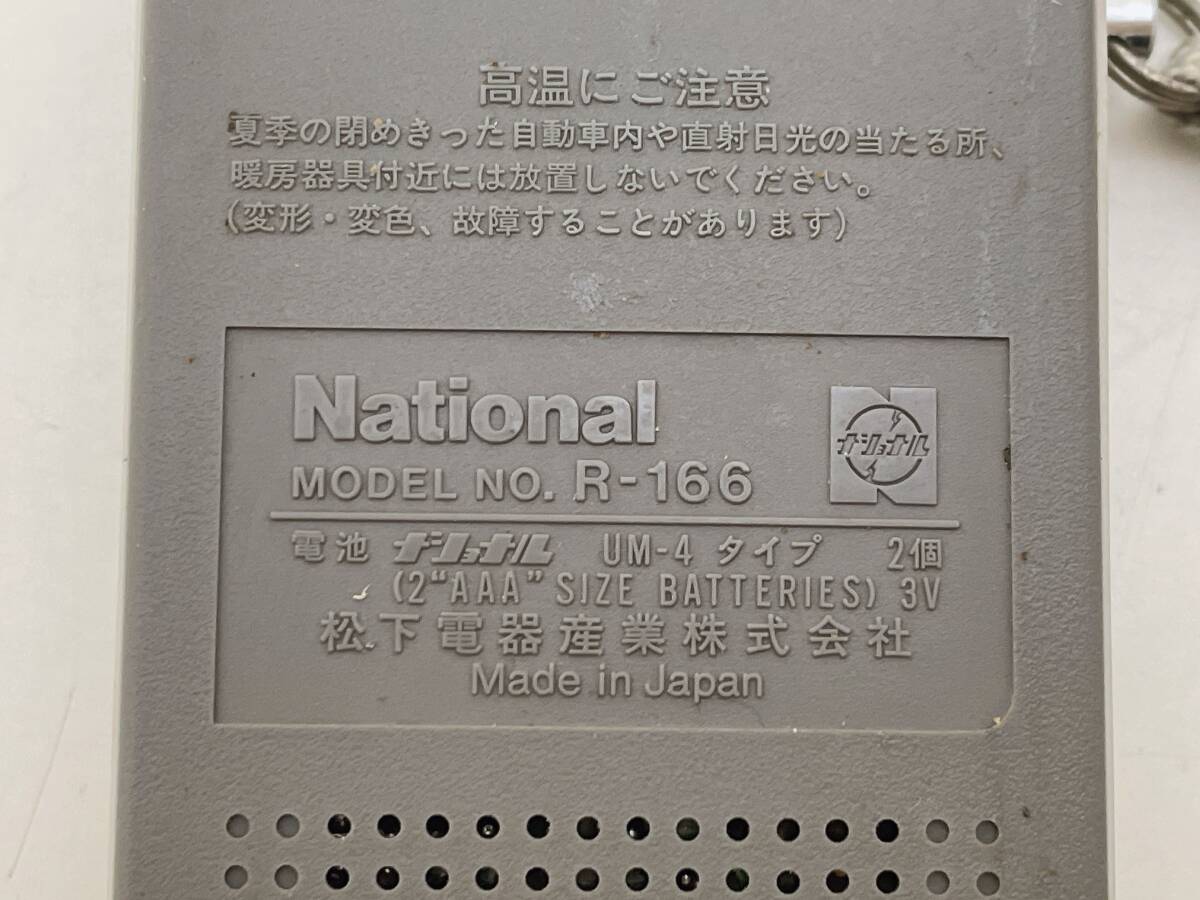 高温にご注意
夏季の閉めきった自動車内や直射日光の当たる所、
暖房器具付近には放置しないでください。
(変形・変色、故障することがあります)
National
MODEL NO. R-166
ナショナル
電池 ナショナル UM-4 タイプ 2個
(2"AAA" SIZE BATTERIES) 3V
松下電器産業株式会社
Made in Japan